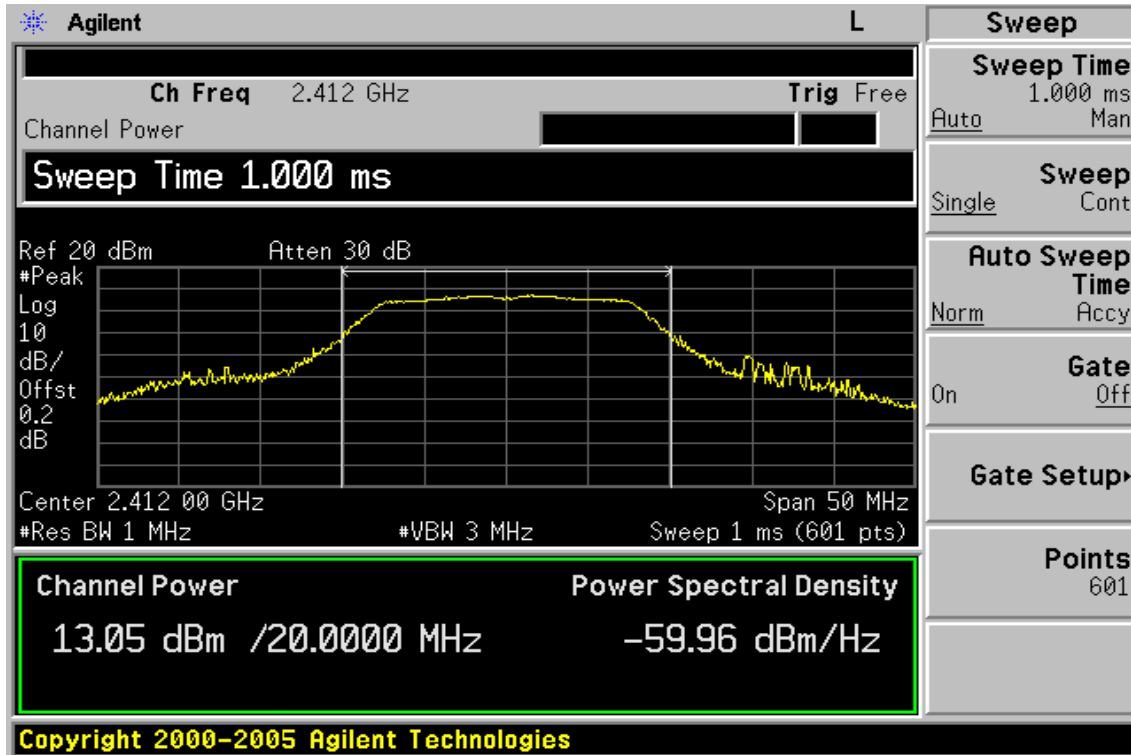 Agilent L
Ch Freq 2.412 GHz Trig Free
Channel Power
Sweep Time 1.000 ms
Ref 20 dBm Atten 30 dB
#Peak
Log
10
dB/
Offst
0.2
dB
Center 2.412 00 GHz Span 50 MHz
#Res BW 1 MHz #VBW 3 MHz Sweep 1 ms (601 pts)
Channel Power Power Spectral Density
13.05 dBm /20.0000 MHz -59.96 dBm/Hz
Copyright 2000-2005 Agilent Technologies
Sweep
Sweep Time
1.000 ms
Auto Man
Sweep
Single Cont
Auto Sweep
Time
Norm Accy
Gate
On Off
Gate Setup
Points
601